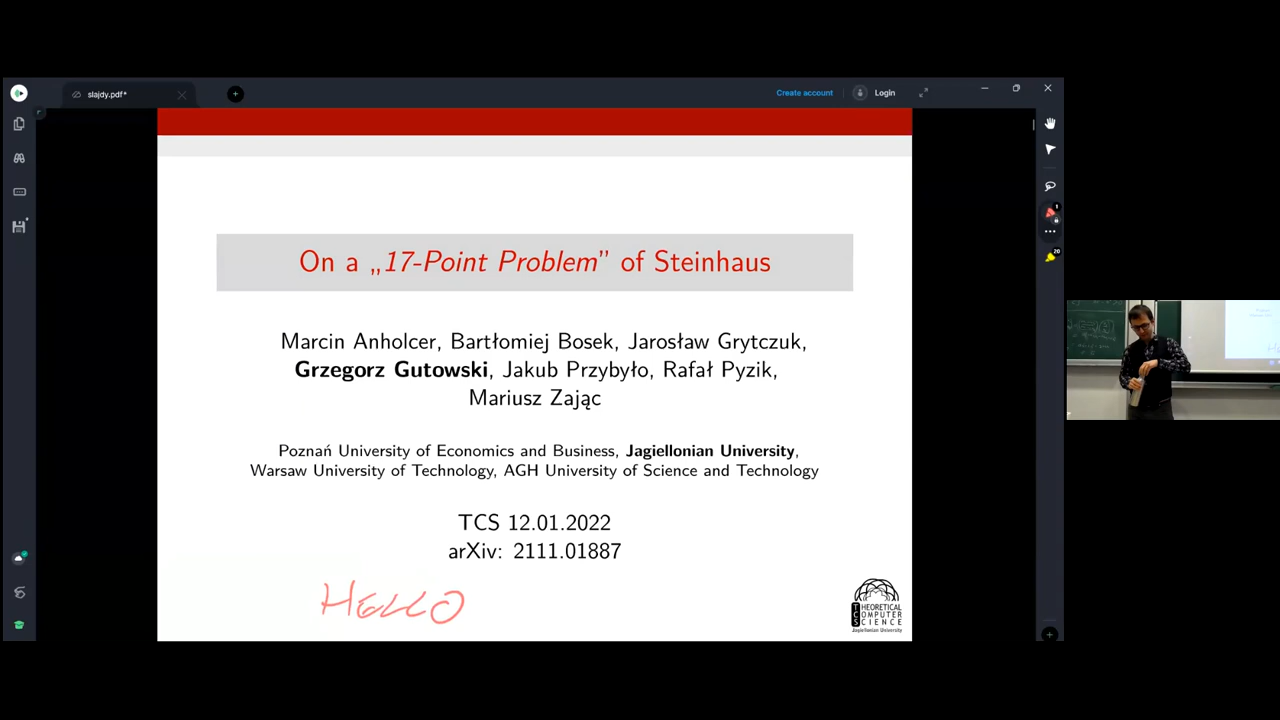 slajdy.pdf*
Create account
Login
On a „17-Point Problem” of Steinhaus
Marcin Anholcer, Bartłomiej Bosek, Jarosław Grytczuk,
Grzegorz Gutowski, Jakub Przybyło, Rafał Pyzik,
Mariusz Zając
Poznań University of Economics and Business, Jagiellonian University,
Warsaw University of Technology, AGH University of Science and Technology
TCS 12.01.2022
arXiv: 2111.01887
HELLO
THEORETICAL
COMPUTER
SCIENCE
Jagiellonian University
1
20